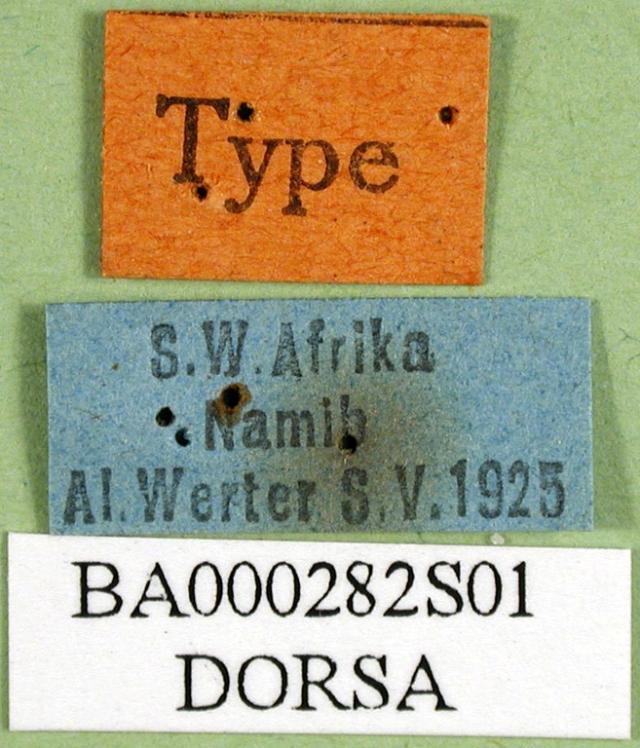 Type
S.W.Afrika
Namib
Al.Werter S.V.1925
BA000282S01
DORSA